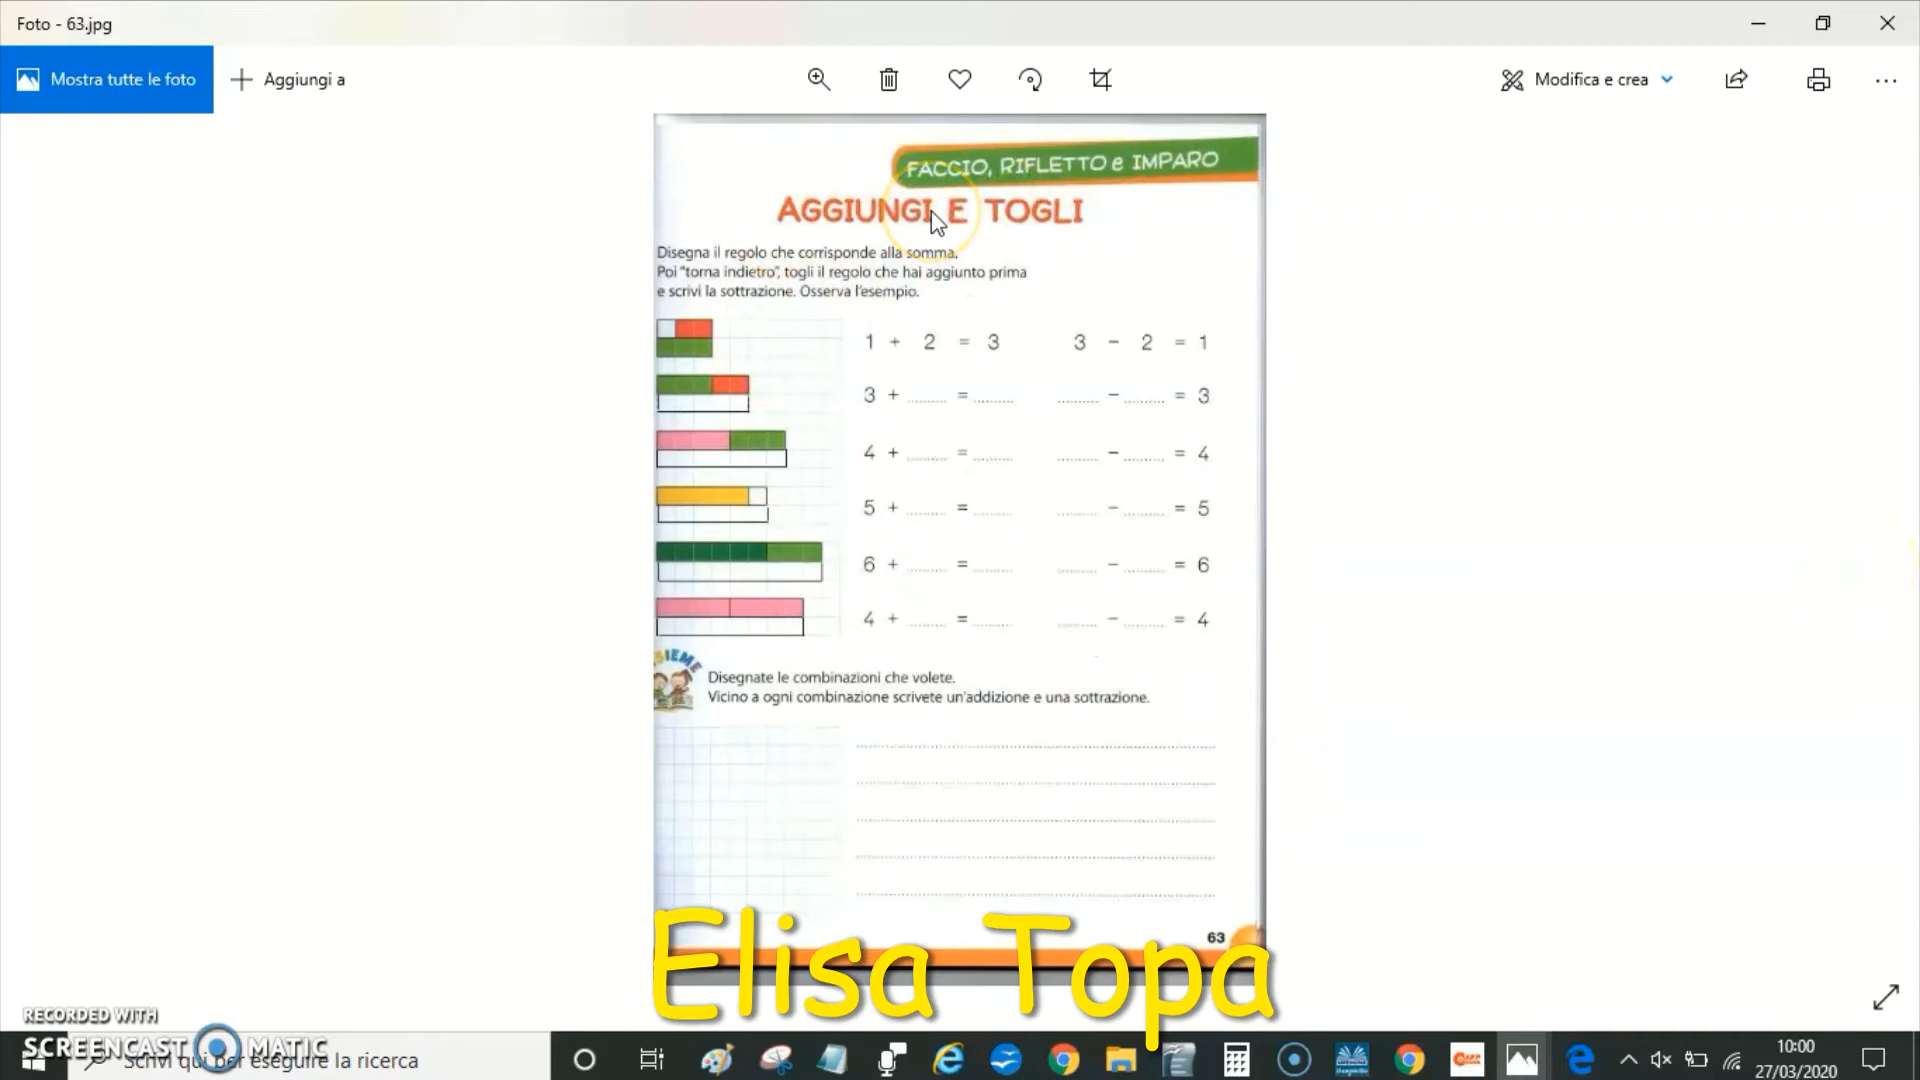 Foto - 63.jpg
Mostra tutte le foto
Aggiungi a
Modifica e crea
FACCIO, RIFLETTO e IMPARO
AGGIUNGI E TOGLI
Disegna il regolo che corrisponde alla somma.
Poi "torna indietro", togli il regolo che hai aggiunto prima
e scrivi la sottrazione. Osserva l'esempio.
1 + 2 = 3 3 - 2 = 1
3 + ........ = ........ ........ - ........ = 3
4 + ........ = ........ ........ - ........ = 4
5 + ........ = ........ ........ - ........ = 5
6 + ........ = ........ ........ - ........ = 6
4 + ........ = ........ ........ - ........ = 4
Disegnate le combinazioni che volete.
Vicino a ogni combinazione scrivete un'addizione e una sottrazione.
63
Elisa Topa
RECORDED WITH
SCREENCAST MATIC
Scrivi qui per eseguire la ricerca
10:00
27/03/2020